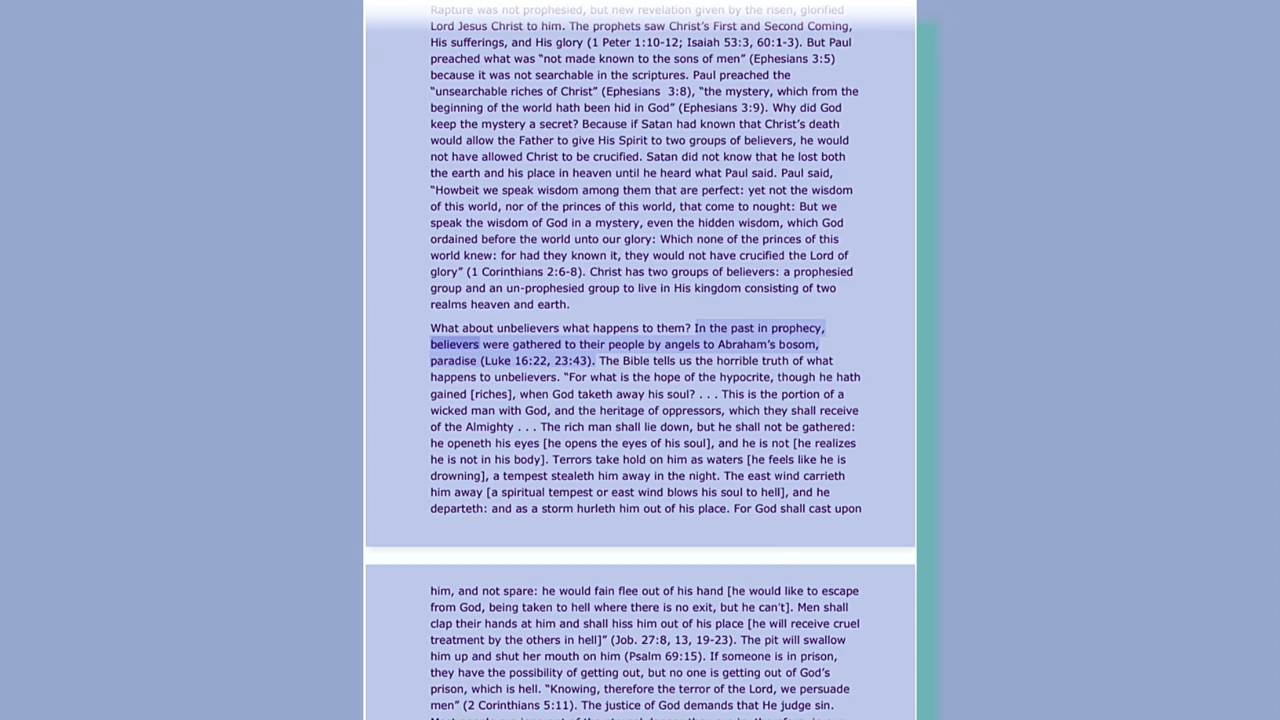 Rapture was not prophesied, but new revelation given by the risen, glorified
Lord Jesus Christ to him. The prophets saw Christ's First and Second Coming,
His sufferings, and His glory (1 Peter 1:10-12; Isaiah 53:3, 60:1-3). But Paul
preached what was “not made known to the sons of men” (Ephesians 3:5)
because it was not searchable in the scriptures. Paul preached the
“unsearchable riches of Christ” (Ephesians  3:8), “the mystery, which from the
beginning of the world hath been hid in God” (Ephesians 3:9). Why did God
keep the mystery a secret? Because if Satan had known that Christ's death
would allow the Father to give His Spirit to two groups of believers, he would
not have allowed Christ to be crucified. Satan did not know that he lost both
the earth and his place in heaven until he heard what Paul said. Paul said,
“Howbeit we speak wisdom among them that are perfect: yet not the wisdom
of this world, nor of the princes of this world, that come to nought: But we
speak the wisdom of God in a mystery, even the hidden wisdom, which God
ordained before the world unto our glory: Which none of the princes of this
world knew: for had they known it, they would not have crucified the Lord of
glory” (1 Corinthians 2:6-8). Christ has two groups of believers: a prophesied
group and an un-prophesied group to live in His kingdom consisting of two
realms heaven and earth.
What about unbelievers what happens to them? In the past in prophecy,
believers were gathered to their people by angels to Abraham's bosom,
paradise (Luke 16:22, 23:43). The Bible tells us the horrible truth of what
happens to unbelievers. “For what is the hope of the hypocrite, though he hath
gained [riches], when God taketh away his soul? . . . This is the portion of a
wicked man with God, and the heritage of oppressors, which they shall receive
of the Almighty . . . The rich man shall lie down, but he shall not be gathered:
he openeth his eyes [he opens the eyes of his soul], and he is not [he realizes
he is not in his body]. Terrors take hold on him as waters [he feels like he is
drowning], a tempest stealeth him away in the night. The east wind carrieth
him away [a spiritual tempest or east wind blows his soul to hell], and he
departeth: and as a storm hurleth him out of his place. For God shall cast upon
him, and not spare: he would fain flee out of his hand [he would like to escape
from God, being taken to hell where there is no exit, but he can't]. Men shall
clap their hands at him and shall hiss him out of his place [he will receive cruel
treatment by the others in hell]” (Job. 27:8, 13, 19-23). The pit will swallow
him up and shut her mouth on him (Psalm 69:15). If someone is in prison,
they have the possibility of getting out, but no one is getting out of God's
prison, which is hell. “Knowing, therefore the terror of the Lord, we persuade
men” (2 Corinthians 5:11). The justice of God demands that He judge sin.